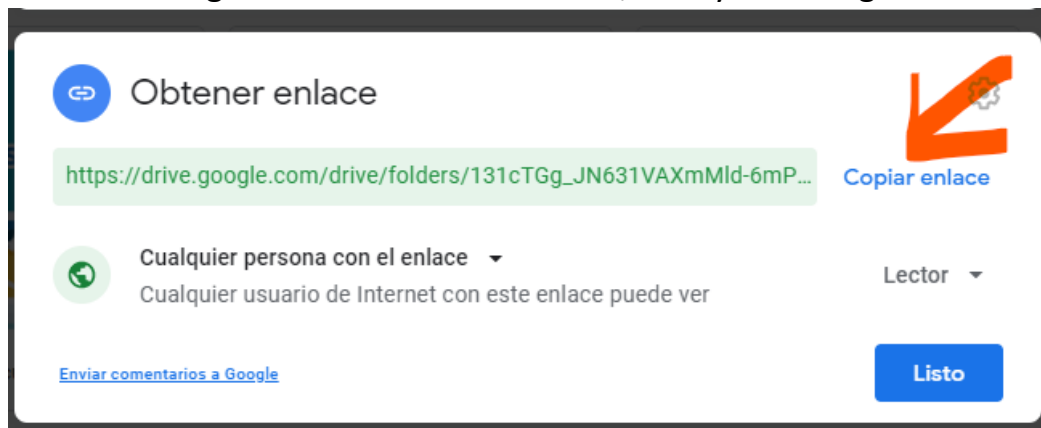 Obtener enlace
https://drive.google.com/drive/folders/131cTGg_JN631VAXmMld-6mP...
Copiar enlace
Cualquier persona con el enlace
Cualquier usuario de Internet con este enlace puede ver
Lector
Enviar comentarios a Google
Listo